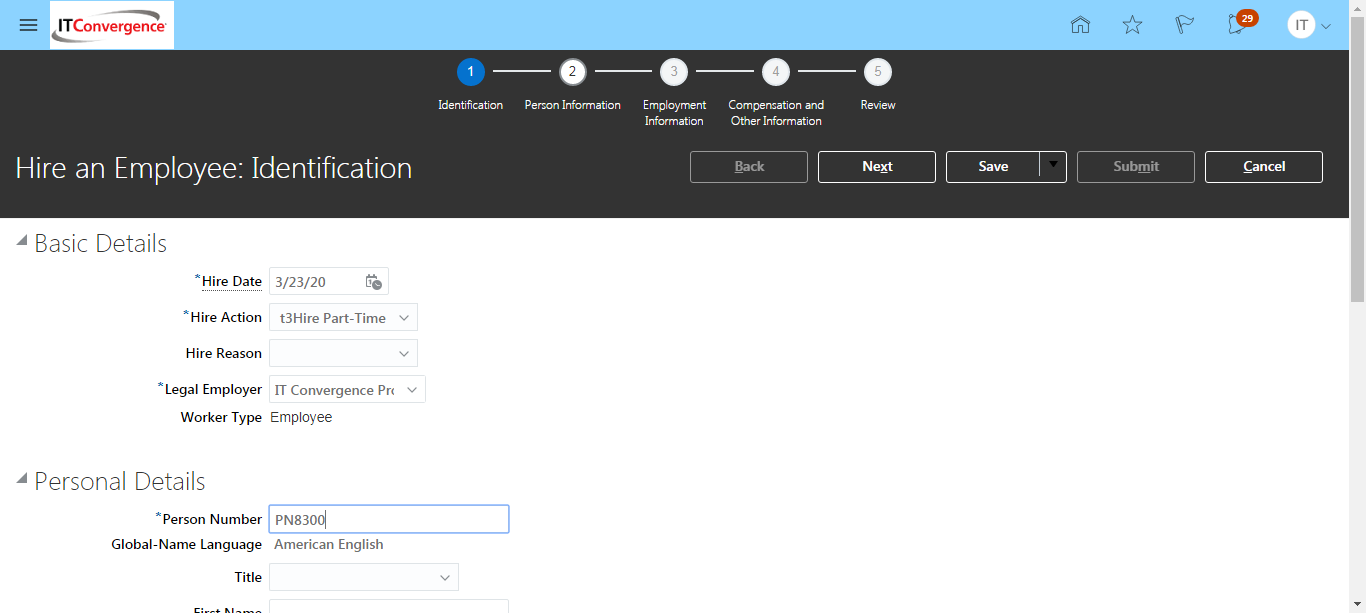 ITConvergence
29
IT
1
2
3
4
5
Identification
Person Information
Employment
Information
Compensation and
Other Information
Review
Hire an Employee: Identification
Back
Next
Save
Submit
Cancel
Basic Details
*Hire Date 3/23/20
*Hire Action t3Hire Part-Time
Hire Reason
*Legal Employer IT Convergence Pr
Worker Type Employee
Personal Details
*Person Number PN8300
Global-Name Language American English
Title
First Name